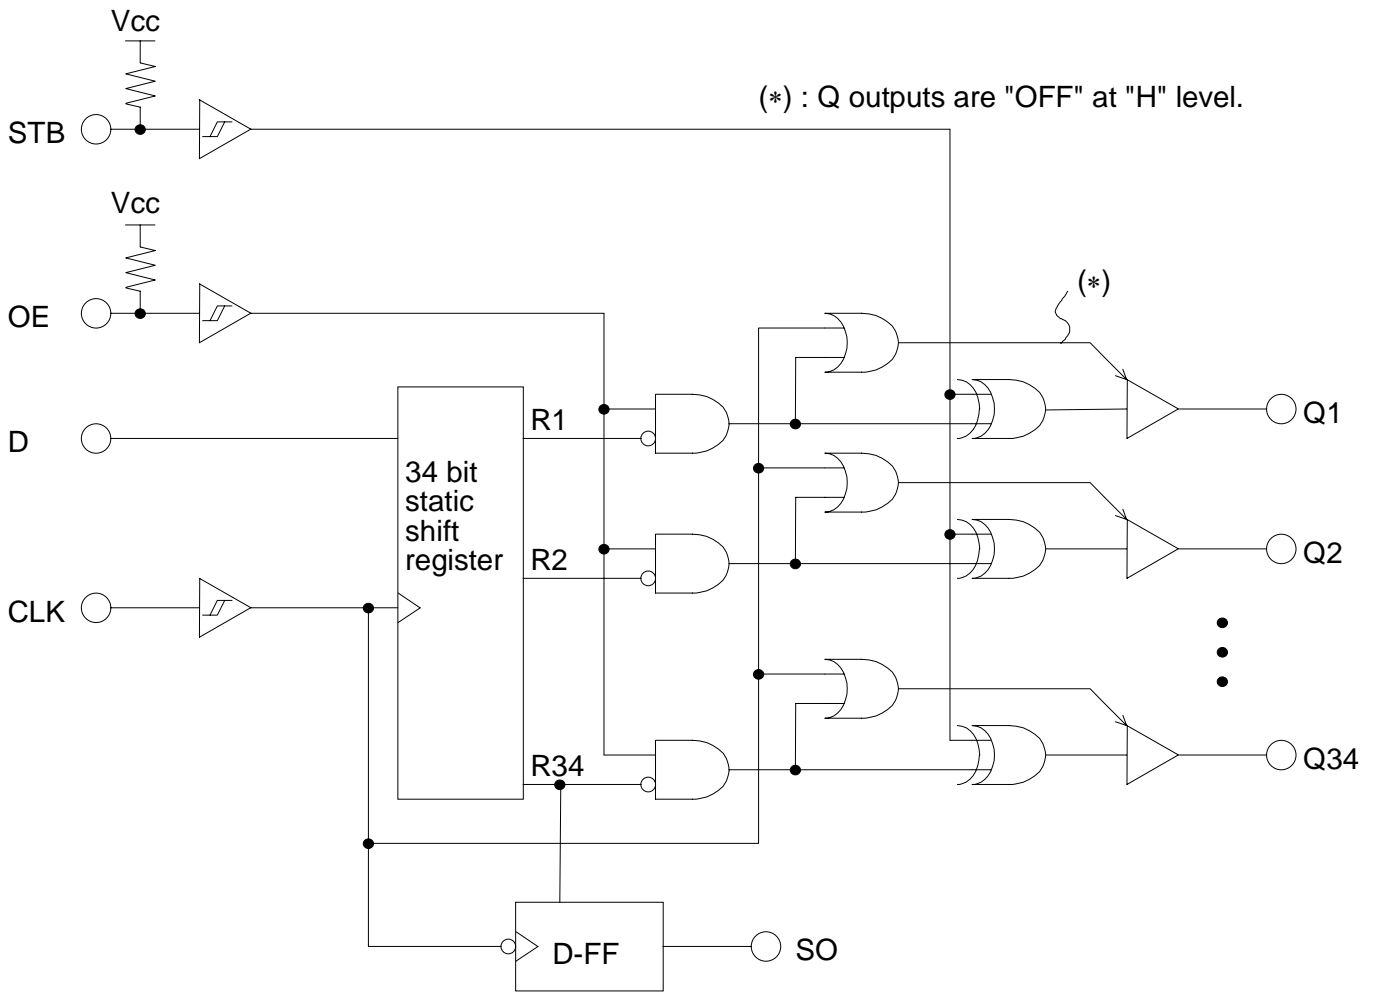 Vcc
(*) : Q outputs are "OFF" at "H" level.
STB
Vcc
(*)
OE
R1
Q1
D
34 bit
static
shift
register
R2
Q2
CLK
R34
Q34
D-FF
SO